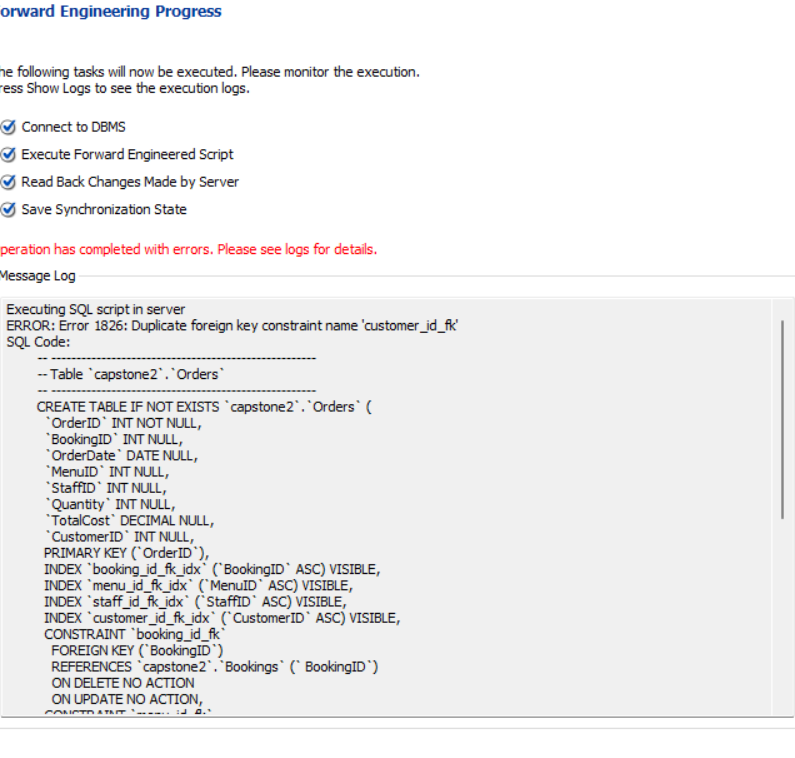 orward Engineering Progress
he following tasks will now be executed. Please monitor the execution.
ress Show Logs to see the execution logs.
Connect to DBMS
Execute Forward Engineered Script
Read Back Changes Made by Server
Save Synchronization State
peration has completed with errors. Please see logs for details.
Message Log
Executing SQL script in server
ERROR: Error 1826: Duplicate foreign key constraint name 'customer_id_fk'
SQL Code:
-- -----------------------------------------------------
-- Table `capstone2`.`Orders`
-- -----------------------------------------------------
CREATE TABLE IF NOT EXISTS `capstone2`.`Orders` (
`OrderID` INT NOT NULL,
`BookingID` INT NULL,
`OrderDate` DATE NULL,
`MenuID` INT NULL,
`StaffID` INT NULL,
`Quantity` INT NULL,
`TotalCost` DECIMAL NULL,
`CustomerID` INT NULL,
PRIMARY KEY (`OrderID`),
INDEX `booking_id_fk_idx` (`BookingID` ASC) VISIBLE,
INDEX `menu_id_fk_idx` (`MenuID` ASC) VISIBLE,
INDEX `staff_id_fk_idx` (`StaffID` ASC) VISIBLE,
INDEX `customer_id_fk_idx` (`CustomerID` ASC) VISIBLE,
CONSTRAINT `booking_id_fk`
FOREIGN KEY (`BookingID`)
REFERENCES `capstone2`.`Bookings` (` BookingID`)
ON DELETE NO ACTION
ON UPDATE NO ACTION,
CONSTRAINT `menu_id_fk`